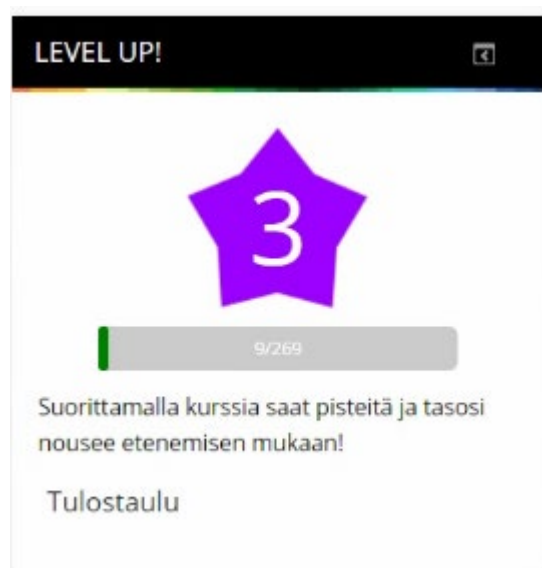 LEVEL UP!
3
9/269
Suorittamalla kurssia saat pisteitä ja tasosi
nousee etenemisen mukaan!
Tulostaulu